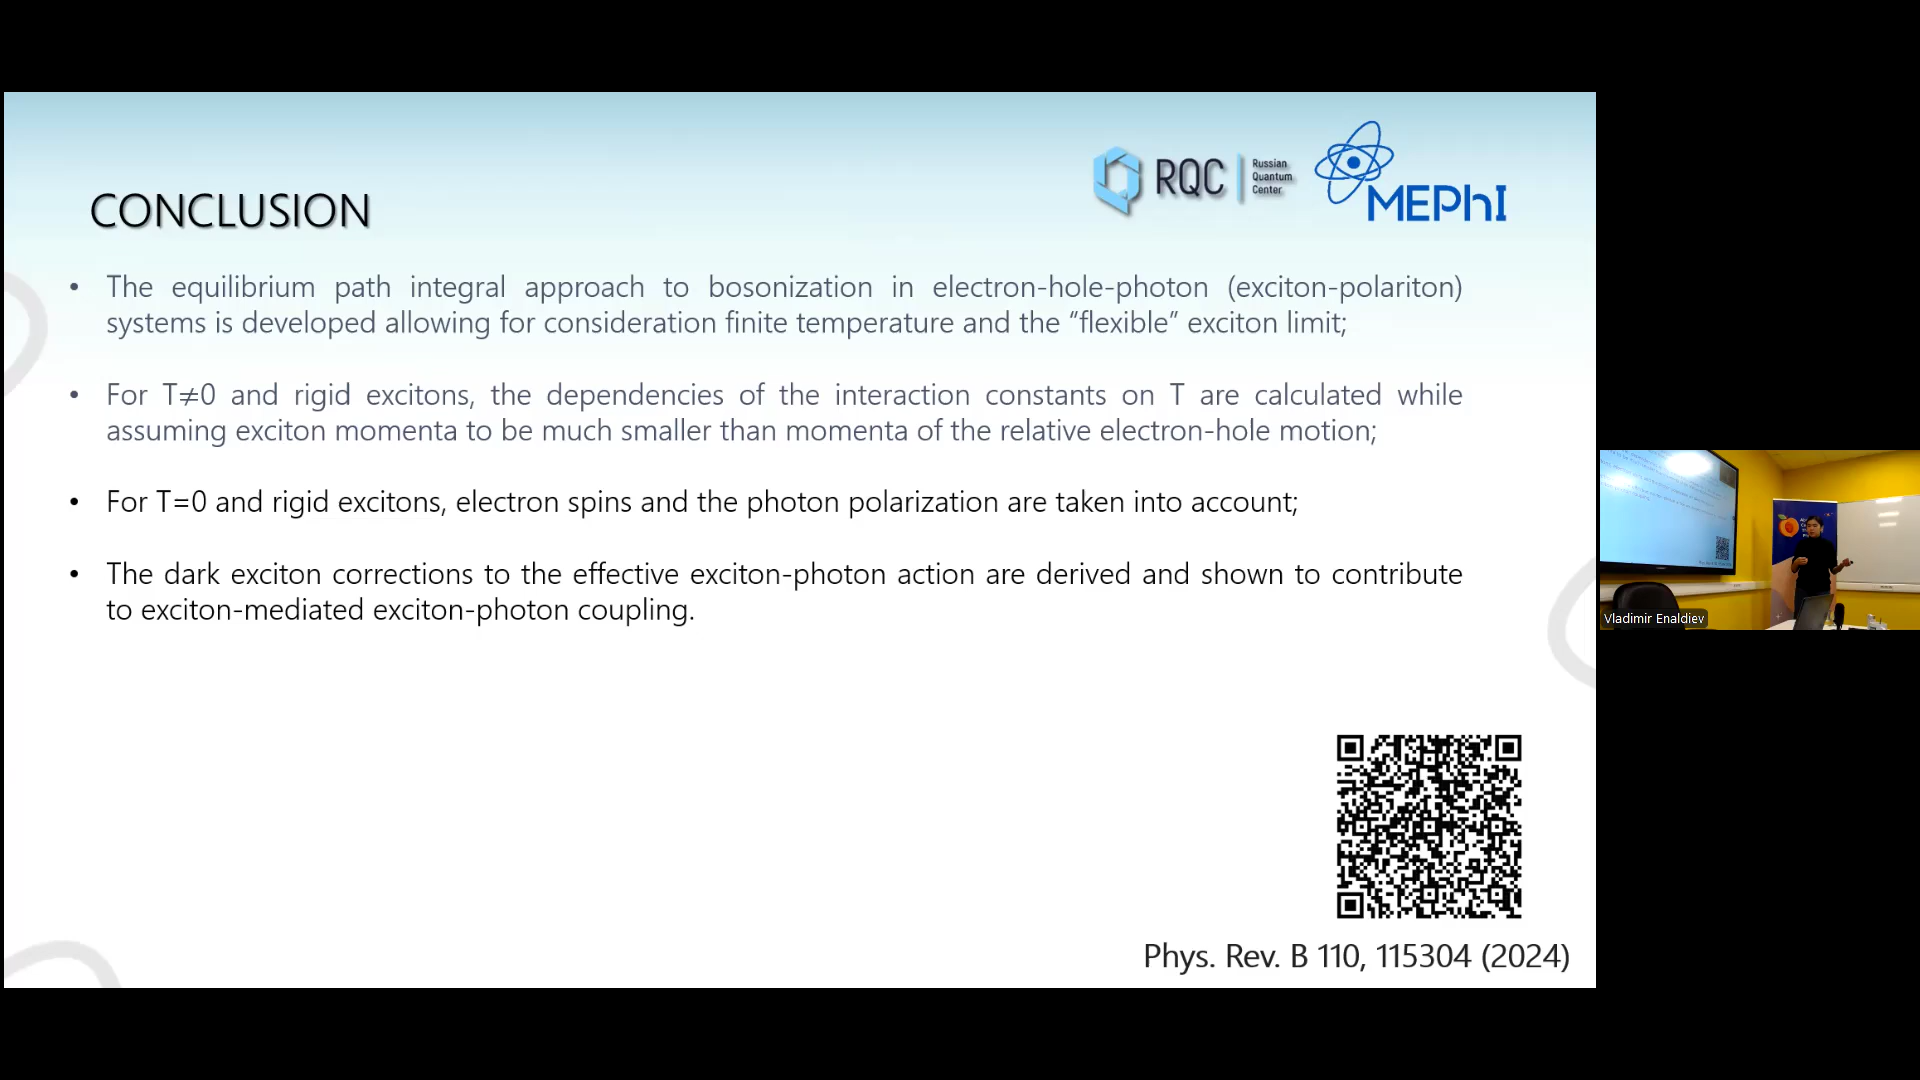 RQC
Russian
Quantum
Center
MEPhI
CONCLUSION
• The equilibrium path integral approach to bosonization in electron-hole-photon (exciton-polariton)
systems is developed allowing for consideration finite temperature and the “flexible” exciton limit;
• For T≠0 and rigid excitons, the dependencies of the interaction constants on T are calculated while
assuming exciton momenta to be much smaller than momenta of the relative electron-hole motion;
• For T=0 and rigid excitons, electron spins and the photon polarization are taken into account;
• The dark exciton corrections to the effective exciton-photon action are derived and shown to contribute
to exciton-mediated exciton-photon coupling.
Phys. Rev. B 110, 115304 (2024)
Vladimir Enaldiev